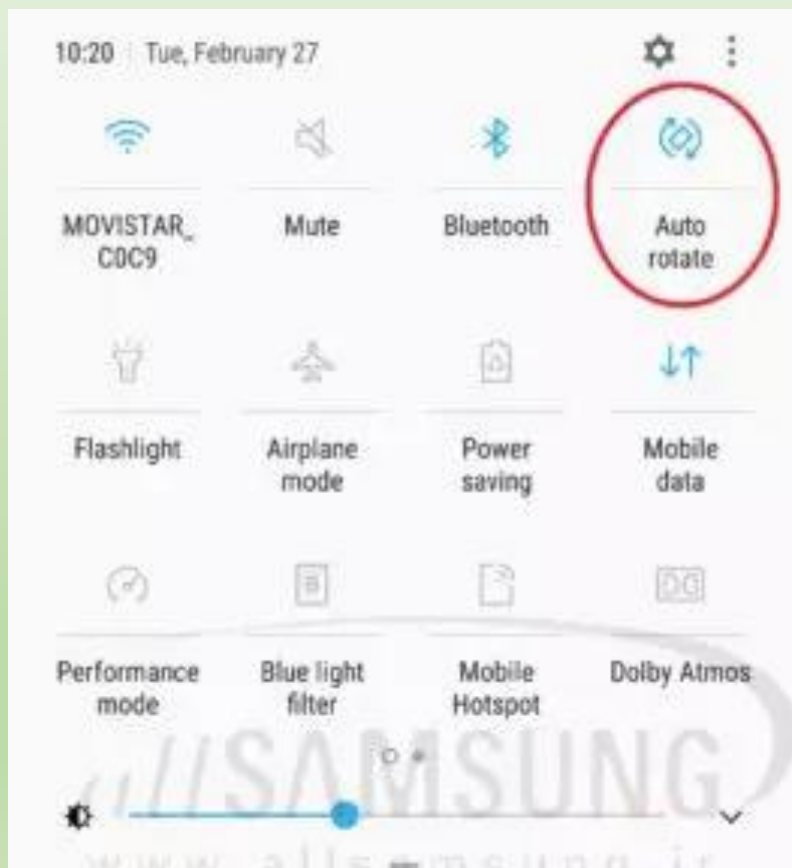 10:20 Tue, February 27
MOVISTAR_
C0C9
Mute
Bluetooth
Auto
rotate
Flashlight
Airplane
mode
Power
saving
Mobile
data
Performance
mode
Blue light
filter
Mobile
Hotspot
Dolby Atmos
///SAMSUNG